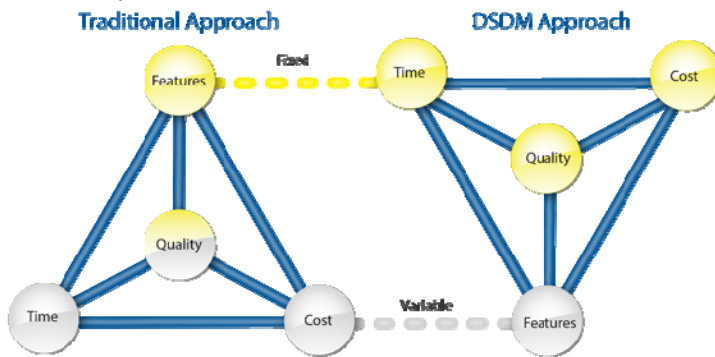 Traditional Approach
DSDM Approach
Features
Fixed
Time
Cost
Quality
Quality
Time
Cost
Variable
Features